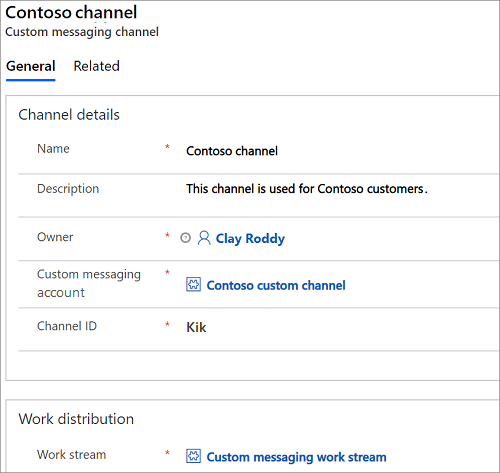 Contoso channel
Custom messaging channel
General Related
Channel details
Name * Contoso channel
Description This channel is used for Contoso customers.
Owner * Clay Roddy
Custom messaging account * Contoso custom channel
Channel ID * Kik
Work distribution
Work stream * Custom messaging work stream